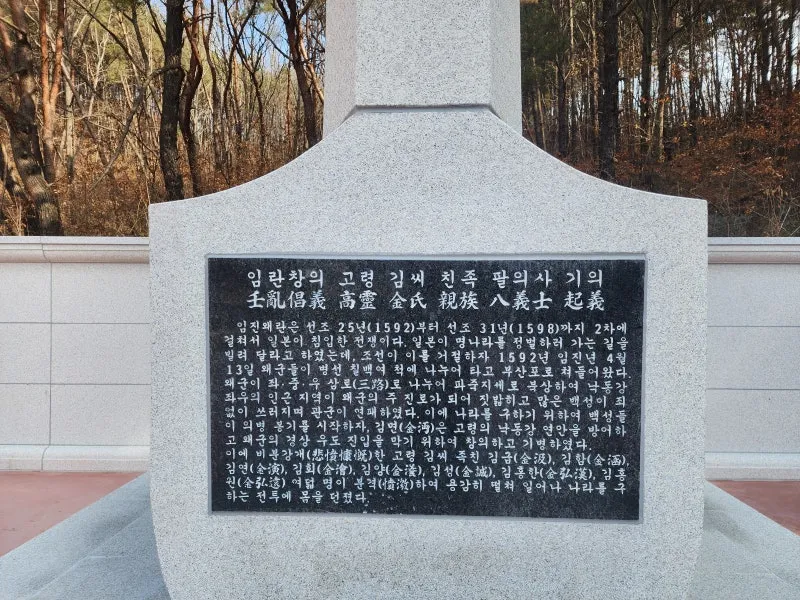 임란창의 고령 김씨 친족 팔의사 기의
壬亂倡義 高靈 金氏 親族 八義士 起義
임진왜란은 선조 25년(1592)부터 선조 31년(1598)까지 2차에
걸쳐서 일본이 침입한 전쟁이다. 일본이 명나라를 정벌하러 가는 길을
빌려 달라고 하였는데, 조선이 이를 거절하자 1592년 임진년 4월
13일 왜군들이 병선 칠백여 척에 나누어 타고 부산포로 쳐들어왔다.
왜군이 좌·중·우 삼로(三路)로 나누어 파죽지세로 북상하여 낙동강
좌우의 인근 지역이 왜군의 주 진로가 되어 짓밟히고 많은 백성이 죄
없이 쓰러지며 관군이 연패하였다. 이에 나라를 구하기 위하여 백성들
이 의병 봉기를 시작하자, 김면(金沔)은 고령의 낙동강 연안을 방어하
고 왜군의 경상 우도 진입을 막기 위하여 창의하고 기병하였다.
이에 비분강개(悲憤慷慨)한 고령 김씨 족친 김급(金汲), 김함(金涵),
김연(金演), 김회(金澮), 김양(金瀁), 김성(金誠), 김홍한(金弘漢), 김홍
원(金弘遠) 여덟 명이 분격(憤激)하여 용감히 떨쳐 일어나 나라를 구
하는 전투에 몸을 던졌다.